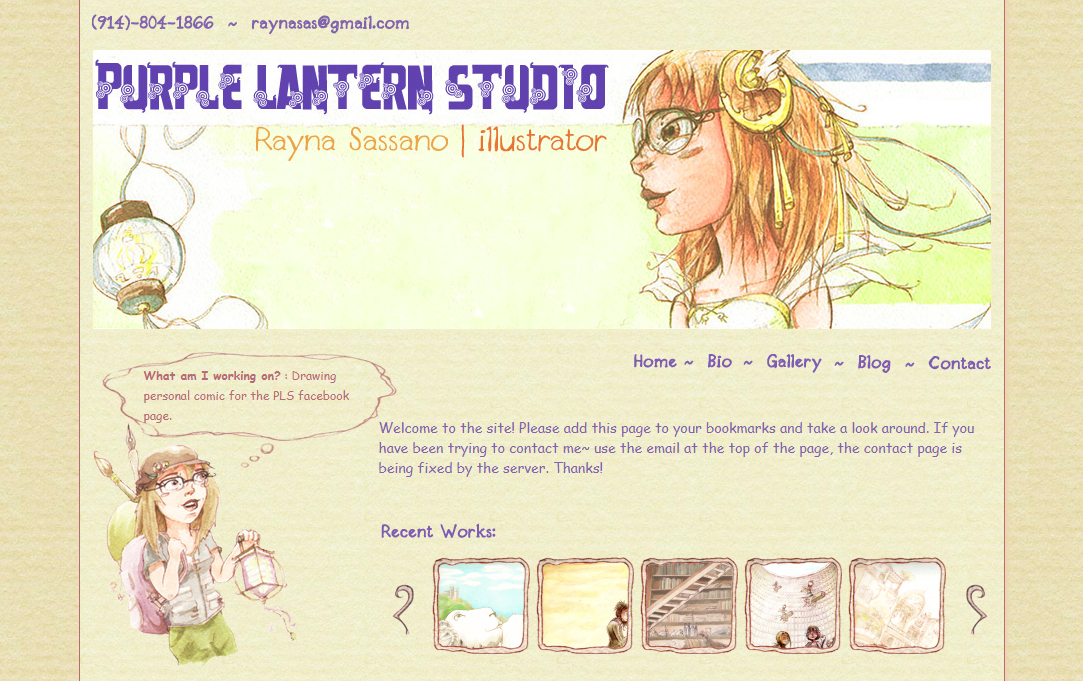 (914)-804-1866 ~ raynasas@gmail.com
PURPLE LANTERN STUDIO
Rayna Sassano | illustrator
Home ~ Bio ~ Gallery ~ Blog ~ Contact
What am I working on? : Drawing
personal comic for the PLS facebook
page.
Welcome to the site! Please add this page to your bookmarks and take a look around. If you
have been trying to contact me~ use the email at the top of the page, the contact page is
being fixed by the server. Thanks!
Recent Works: